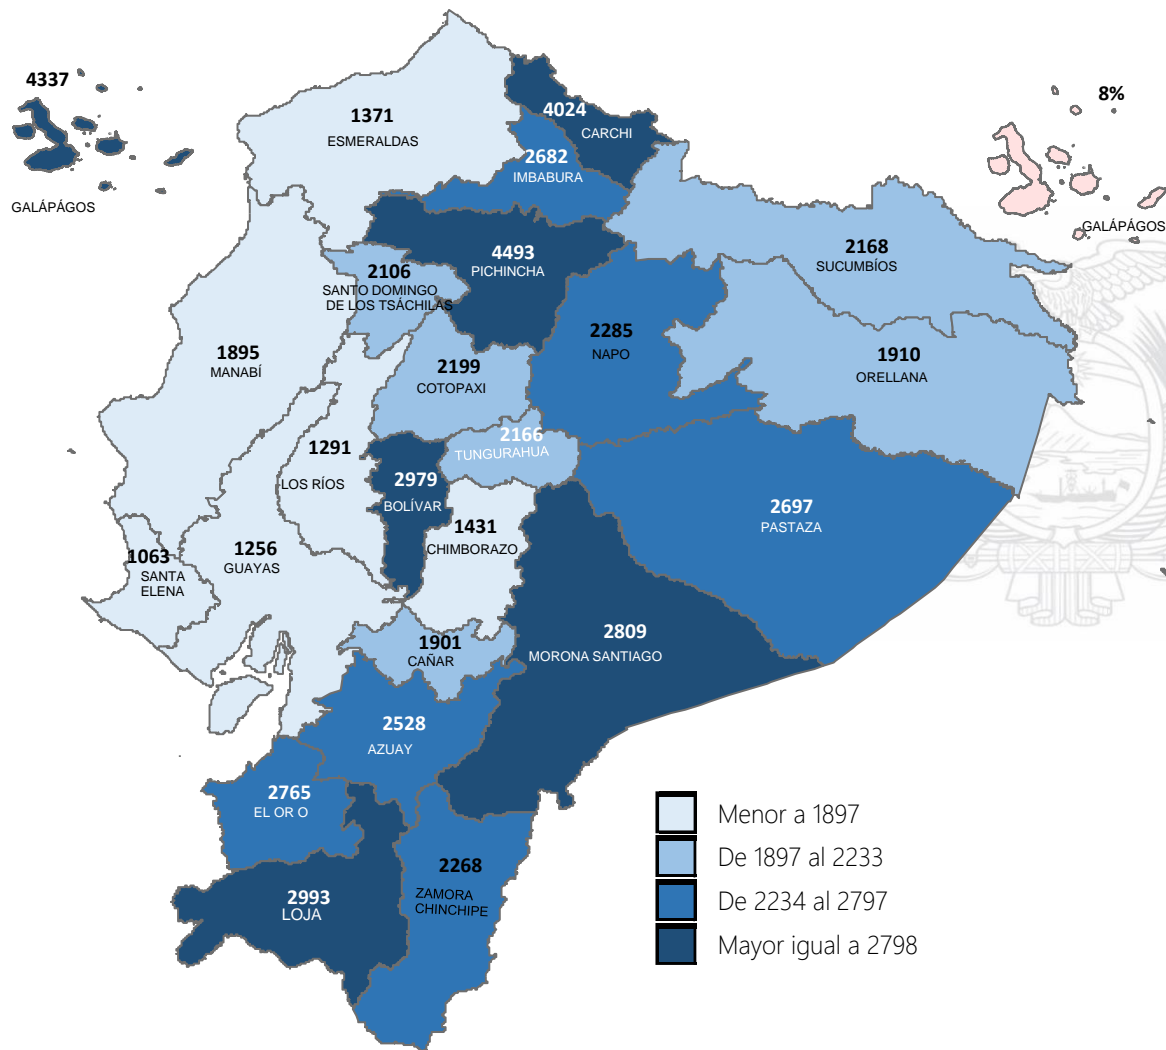 4337
GALÁPÁGOS
1371
ESMERALDAS
4024
CARCHI
8%
GALÁPÁGOS
2682
IMBABURA
4493
PICHINCHA
2168
SUCUMBÍOS
2106
SANTO DOMINGO
DE LOS TSÁCHILAS
1895
MANABÍ
2199
COTOPAXI
2285
NAPO
1910
ORELLANA
1291
LOS RÍOS
2979
BOLÍVAR
2166
TUNGURAHUA
2697
PASTAZA
1063
SANTA
ELENA
1256
GUAYAS
1431
CHIMBORAZO
1901
CAÑAR
2809
MORONA SANTIAGO
2528
AZUAY
2765
EL OR O
2993
LOJA
2268
ZAMORA
CHINCHIPE
Menor a 1897
De 1897 al 2233
De 2234 al 2797
Mayor igual a 2798